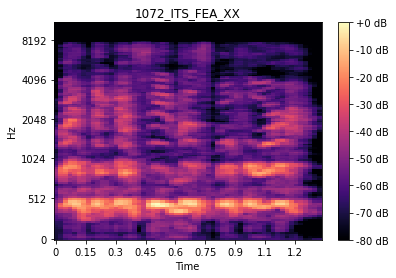 1072_ITS_FEA_XX
8192
4096
2048
1024
512
0
Hz
0 0.15 0.3 0.45 0.6 0.75 0.9 1.1 1.2
Time
+0 dB
-10 dB
-20 dB
-30 dB
-40 dB
-50 dB
-60 dB
-70 dB
-80 dB